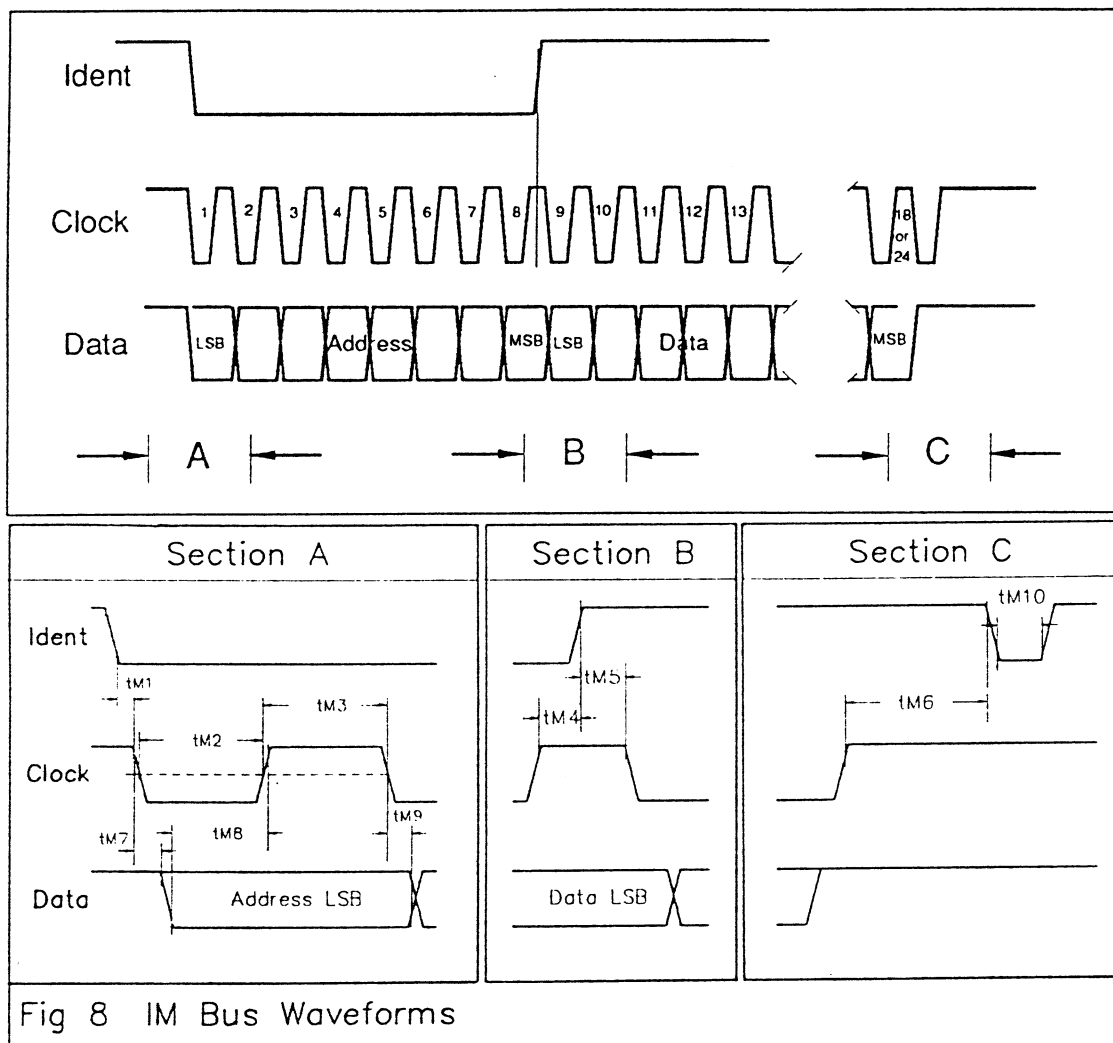 Ident
Clock
1 2 3 4 5 6 7 8 9 10 11 12 13
18
or
24
Data
LSB Address MSB LSB Data MSB
A B C
Section A
Ident
tM1
tM3
tM2
Clock
tM9
tM7 tM8
Data Address LSB
Section B
tM5
tM4
Data LSB
Section C
tM10
tM6
Fig 8 IM Bus Waveforms